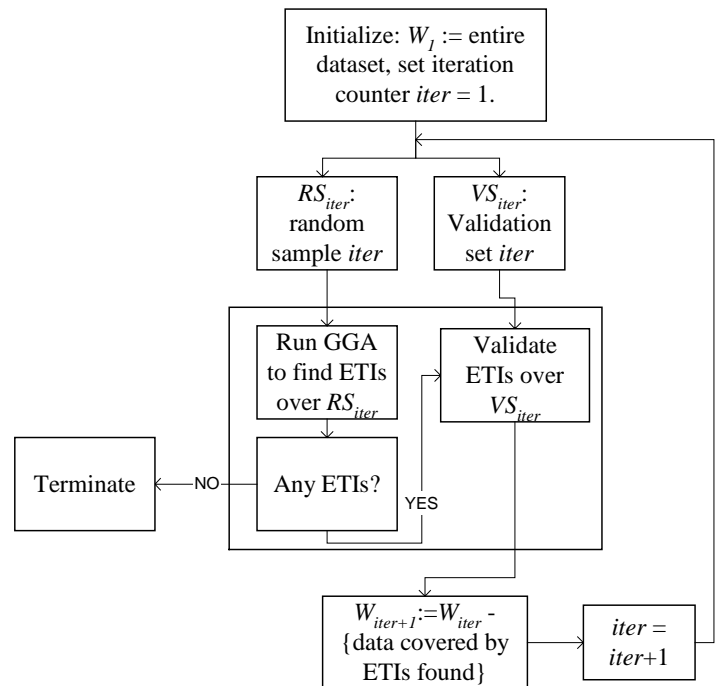 Initialize: W1 := entire
dataset, set iteration
counter iter = 1.
RSiter:
random
sample iter
VSiter:
Validation
set iter
Run GGA
to find ETIs
over RSiter
Validate
ETIs over
VSiter
Terminate
NO
Any ETIs?
YES
Witer+1:=Witer -
{data covered by
ETIs found}
iter =
iter+1